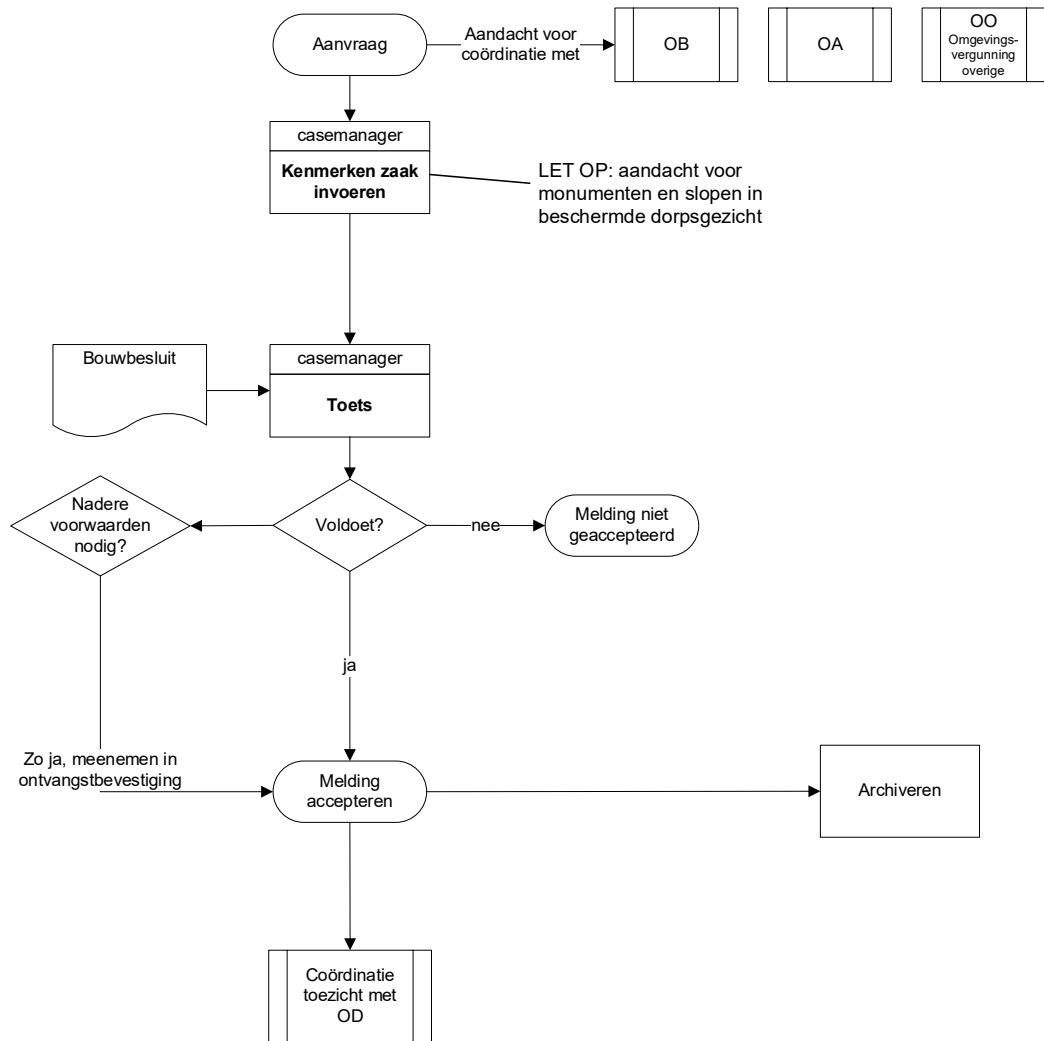 Aanvraag
Aandacht voor
coördinatie met
OB
OA
OO
Omgevings-
vergunning
overige
casemanager
Kenmerken zaak
invoeren
LET OP: aandacht voor
monumenten en slopen in
beschermde dorpsgezicht
Bouwbesluit
casemanager
Toets
Nadere
voorwaarden
nodig?
Voldoet?
nee
Melding niet
geaccepteerd
ja
Zo ja, meenemen in
ontvangstbevestiging
Melding
accepteren
Archiveren
Coördinatie
toezicht met
OD